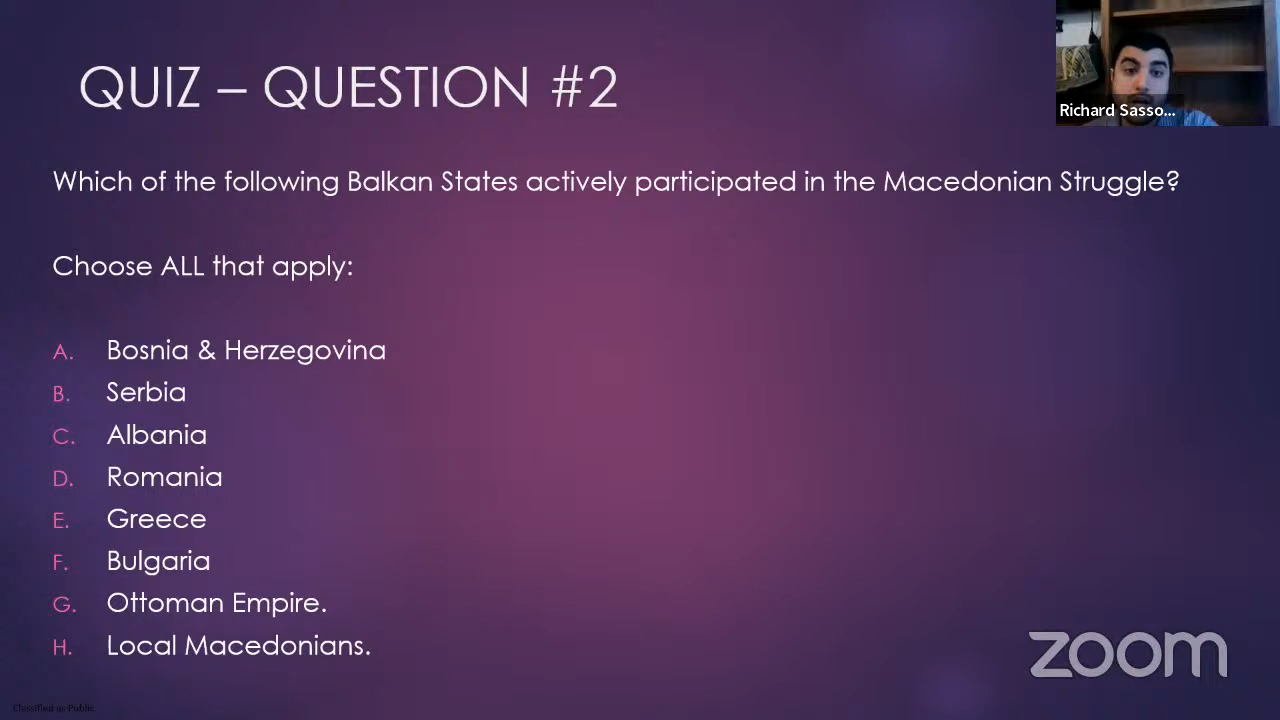 QUIZ – QUESTION #2
Richard Sasso...
Which of the following Balkan States actively participated in the Macedonian Struggle?
Choose ALL that apply:
A. Bosnia & Herzegovina
B. Serbia
C. Albania
D. Romania
E. Greece
F. Bulgaria
G. Ottoman Empire.
H. Local Macedonians.
zoom
Classified as Public